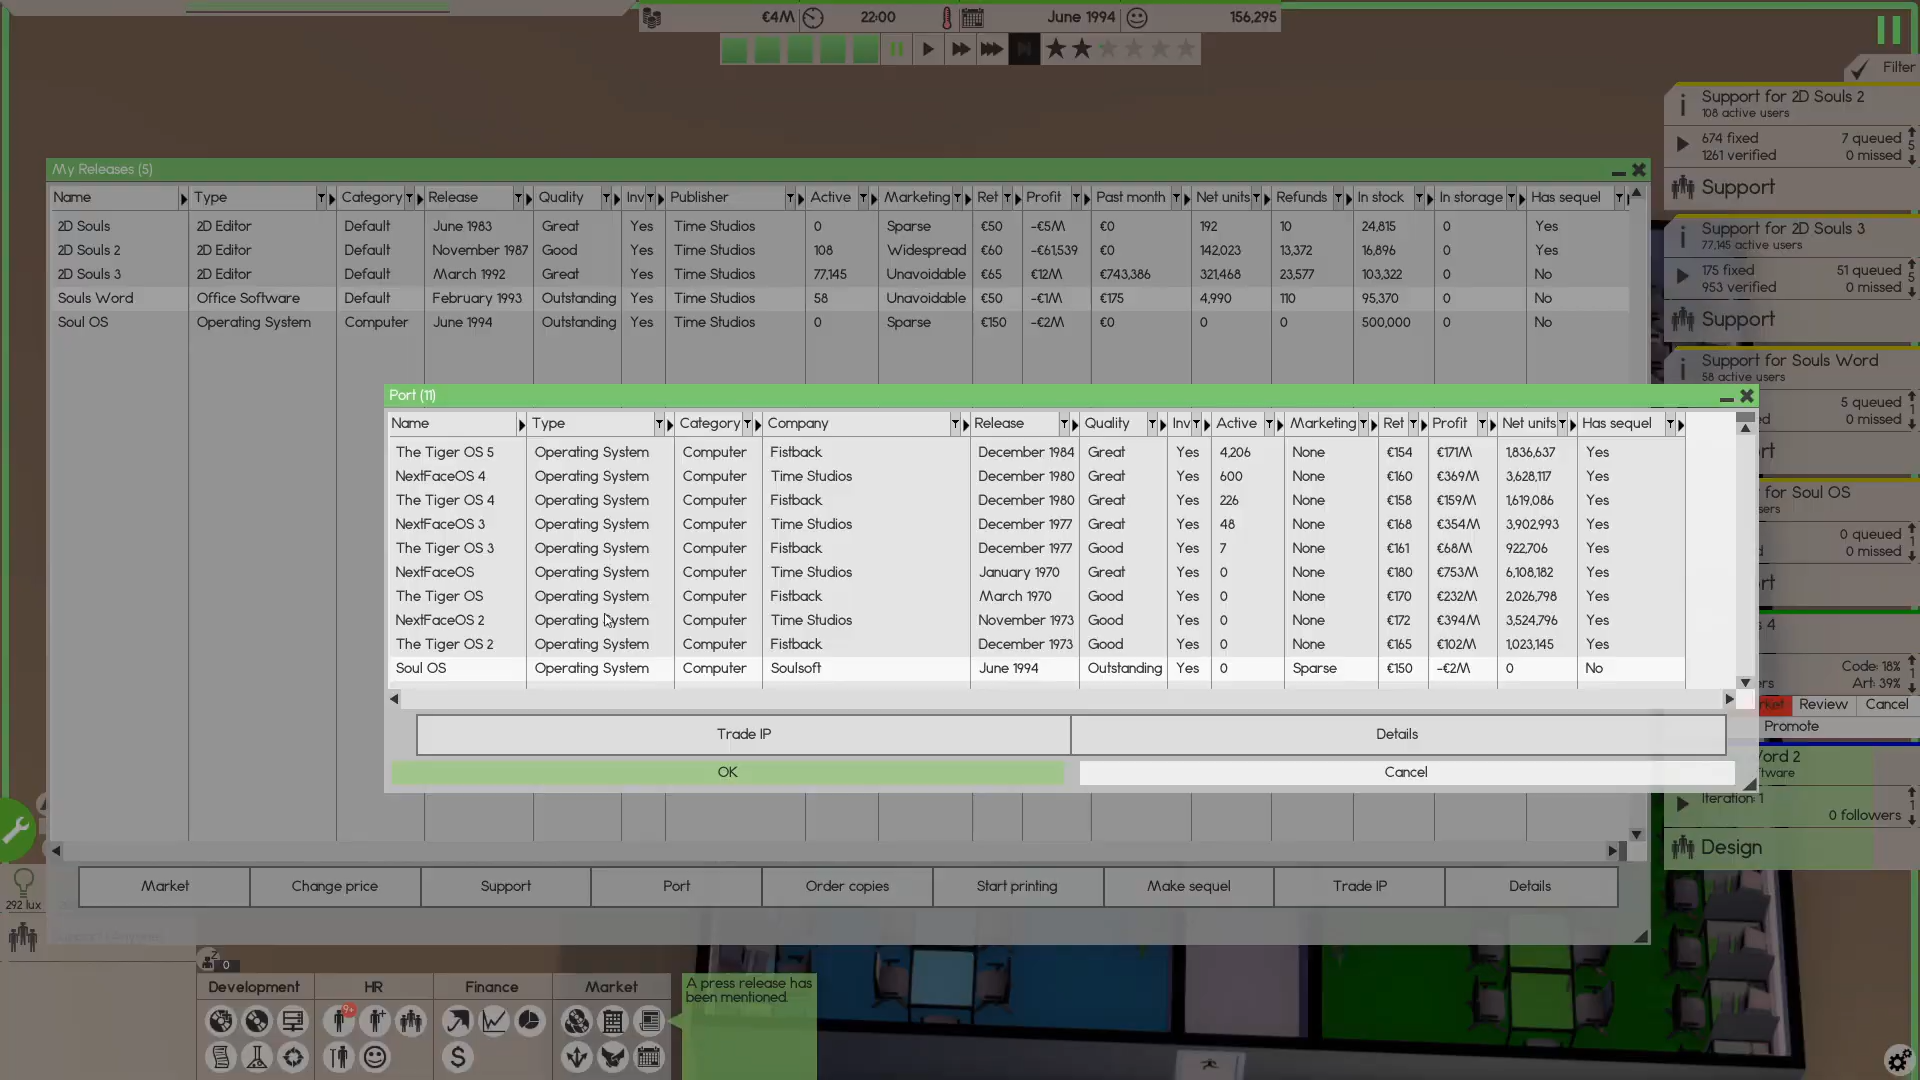 €4M 22:00 June 1994 156,295
Filter
Support for 2D Souls 2
108 active users
674 fixed 7 queued
1261 verified 0 missed
5
Support
Support for 2D Souls 3
77,145 active users
175 fixed 51 queued
953 verified 0 missed
5
Support
Support for Souls Word
58 active users
5 queued
0 missed
1
for Soul OS
0 queued
0 missed
1
4
Code: 18%
Art: 39%
1
Review Cancel
Promote
Word 2
Iteration: 1
0 followers
1
Design
My Releases (5)
Name Type Category Release Quality Inv Publisher Active Marketing Ret Profit Past month Net units Refunds In stock In storage Has sequel
2D Souls 2D Editor Default June 1983 Great Yes Time Studios 0 Sparse €50 -€5M €0 192 10 24,815 0 Yes
2D Souls 2 2D Editor Default November 1987 Good Yes Time Studios 108 Widespread €60 -€61,539 €0 142,023 13,372 16,896 0 Yes
2D Souls 3 2D Editor Default March 1992 Great Yes Time Studios 77,145 Unavoidable €65 €12M €743,386 321,468 23,577 103,322 0 No
Souls Word Office Software Default February 1993 Outstanding Yes Time Studios 58 Unavoidable €50 -€1M €175 4,990 110 95,370 0 No
Soul OS Operating System Computer June 1994 Outstanding Yes Time Studios 0 Sparse €150 -€2M €0 0 0 500,000 0 No
Port (11)
Name Type Category Company Release Quality Inv Active Marketing Ret Profit Net units Has sequel
The Tiger OS 5 Operating System Computer Fistback December 1984 Great Yes 4,206 None €154 €171M 1,836,637 Yes
NextFaceOS 4 Operating System Computer Time Studios December 1980 Great Yes 600 None €160 €369M 3,628,117 Yes
The Tiger OS 4 Operating System Computer Fistback December 1980 Great Yes 226 None €158 €159M 1,619,086 Yes
NextFaceOS 3 Operating System Computer Time Studios December 1977 Great Yes 48 None €168 €354M 3,902,993 Yes
The Tiger OS 3 Operating System Computer Fistback December 1977 Good Yes 7 None €161 €68M 922,706 Yes
NextFaceOS Operating System Computer Time Studios January 1970 Great Yes 0 None €180 €753M 6,108,182 Yes
The Tiger OS Operating System Computer Fistback March 1970 Good Yes 0 None €170 €232M 2,026,798 Yes
NextFaceOS 2 Operating System Computer Time Studios November 1973 Good Yes 0 None €172 €394M 3,524,796 Yes
The Tiger OS 2 Operating System Computer Fistback December 1973 Good Yes 0 None €165 €102M 1,023,145 Yes
Soul OS Operating System Computer Soulsoft June 1994 Outstanding Yes 0 Sparse €150 -€2M 0 No
Trade IP Details
OK Cancel
Market Change price Support Port Order copies Start printing Make sequel Trade IP Details
292 lux
0
Development HR Finance Market
9+
A press release has
been mentioned.